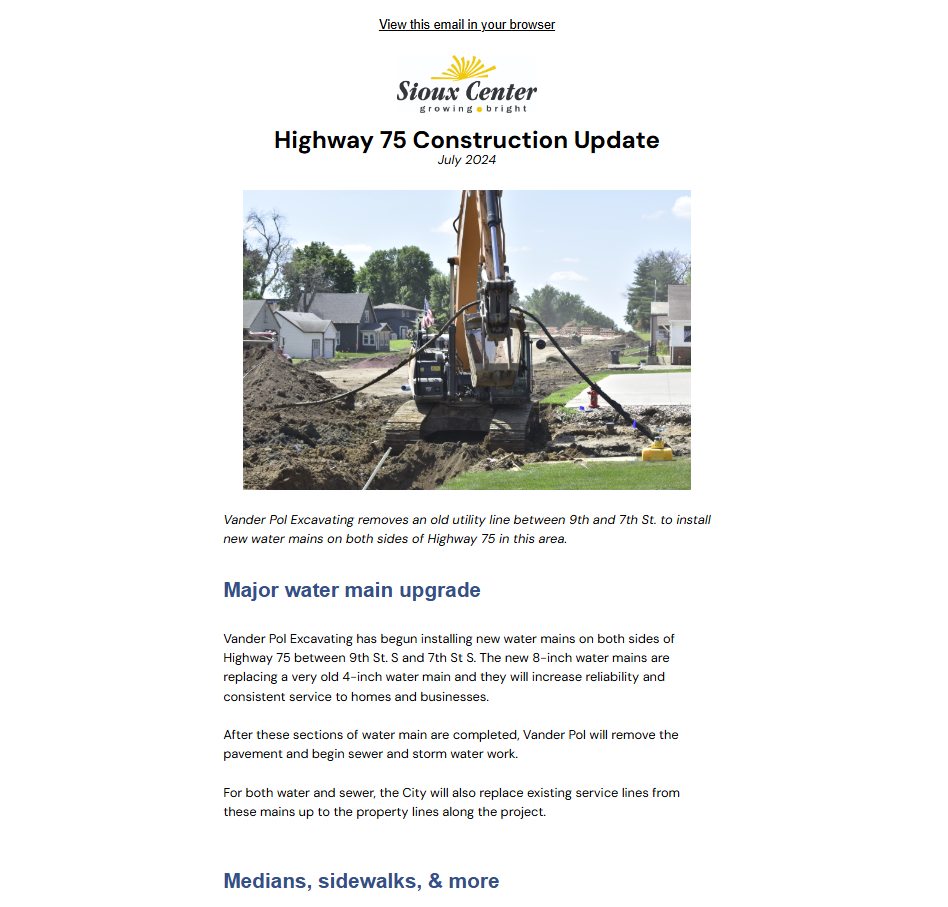 View this email in your browser
Sioux Center
growing bright
Highway 75 Construction Update
July 2024
Vander Pol Excavating removes an old utility line between 9th and 7th St. to install
new water mains on both sides of Highway 75 in this area.
Major water main upgrade
Vander Pol Excavating has begun installing new water mains on both sides of
Highway 75 between 9th St. S and 7th St S. The new 8-inch water mains are
replacing a very old 4-inch water main and they will increase reliability and
consistent service to homes and businesses.
After these sections of water main are completed, Vander Pol will remove the
pavement and begin sewer and storm water work.
For both water and sewer, the City will also replace existing service lines from
these mains up to the property lines along the project.
Medians, sidewalks, & more